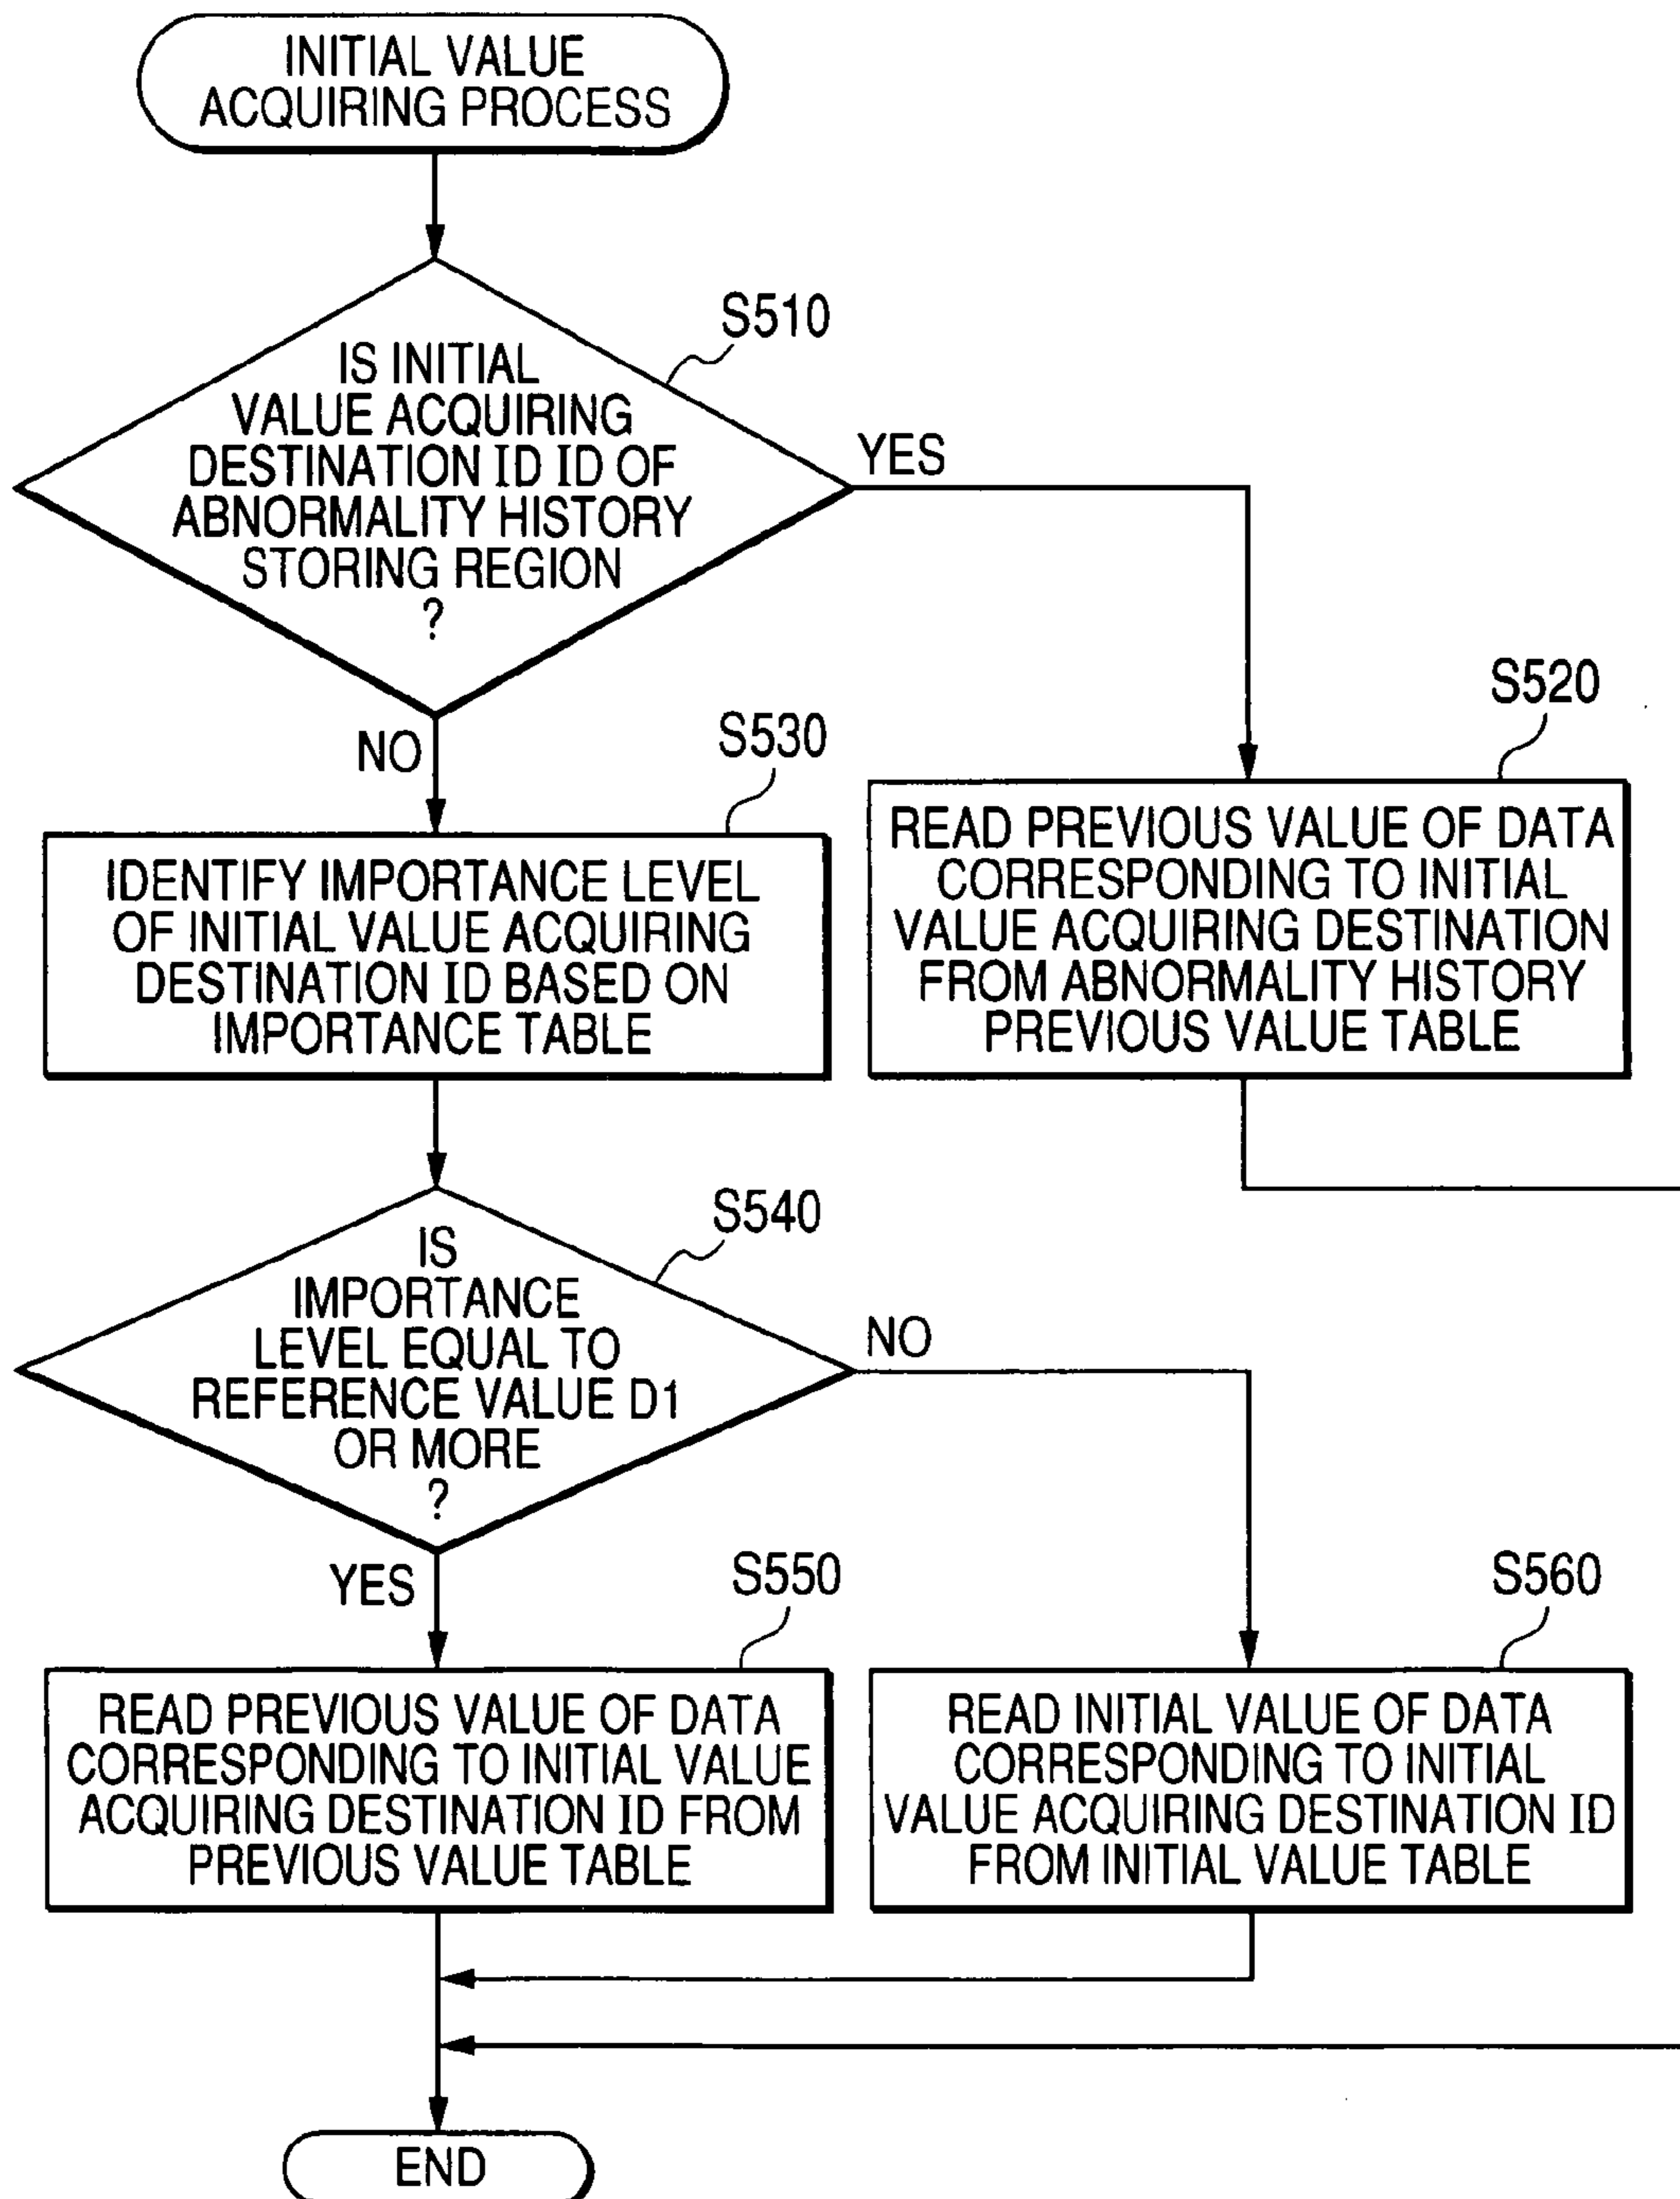 INITIAL VALUE
ACQUIRING PROCESS
S510
IS INITIAL
VALUE ACQUIRING
DESTINATION ID ID OF
ABNORMALITY HISTORY
STORING REGION
?
YES
NO
S520
READ PREVIOUS VALUE OF DATA
CORRESPONDING TO INITIAL
VALUE ACQUIRING DESTINATION
FROM ABNORMALITY HISTORY
PREVIOUS VALUE TABLE
S530
IDENTIFY IMPORTANCE LEVEL
OF INITIAL VALUE ACQUIRING
DESTINATION ID BASED ON
IMPORTANCE TABLE
S540
IS
IMPORTANCE
LEVEL EQUAL TO
REFERENCE VALUE D1
OR MORE
?
NO
YES
S550
READ PREVIOUS VALUE OF DATA
CORRESPONDING TO INITIAL VALUE
ACQUIRING DESTINATION ID FROM
PREVIOUS VALUE TABLE
S560
READ INITIAL VALUE OF DATA
CORRESPONDING TO INITIAL
VALUE ACQUIRING DESTINATION ID
FROM INITIAL VALUE TABLE
END